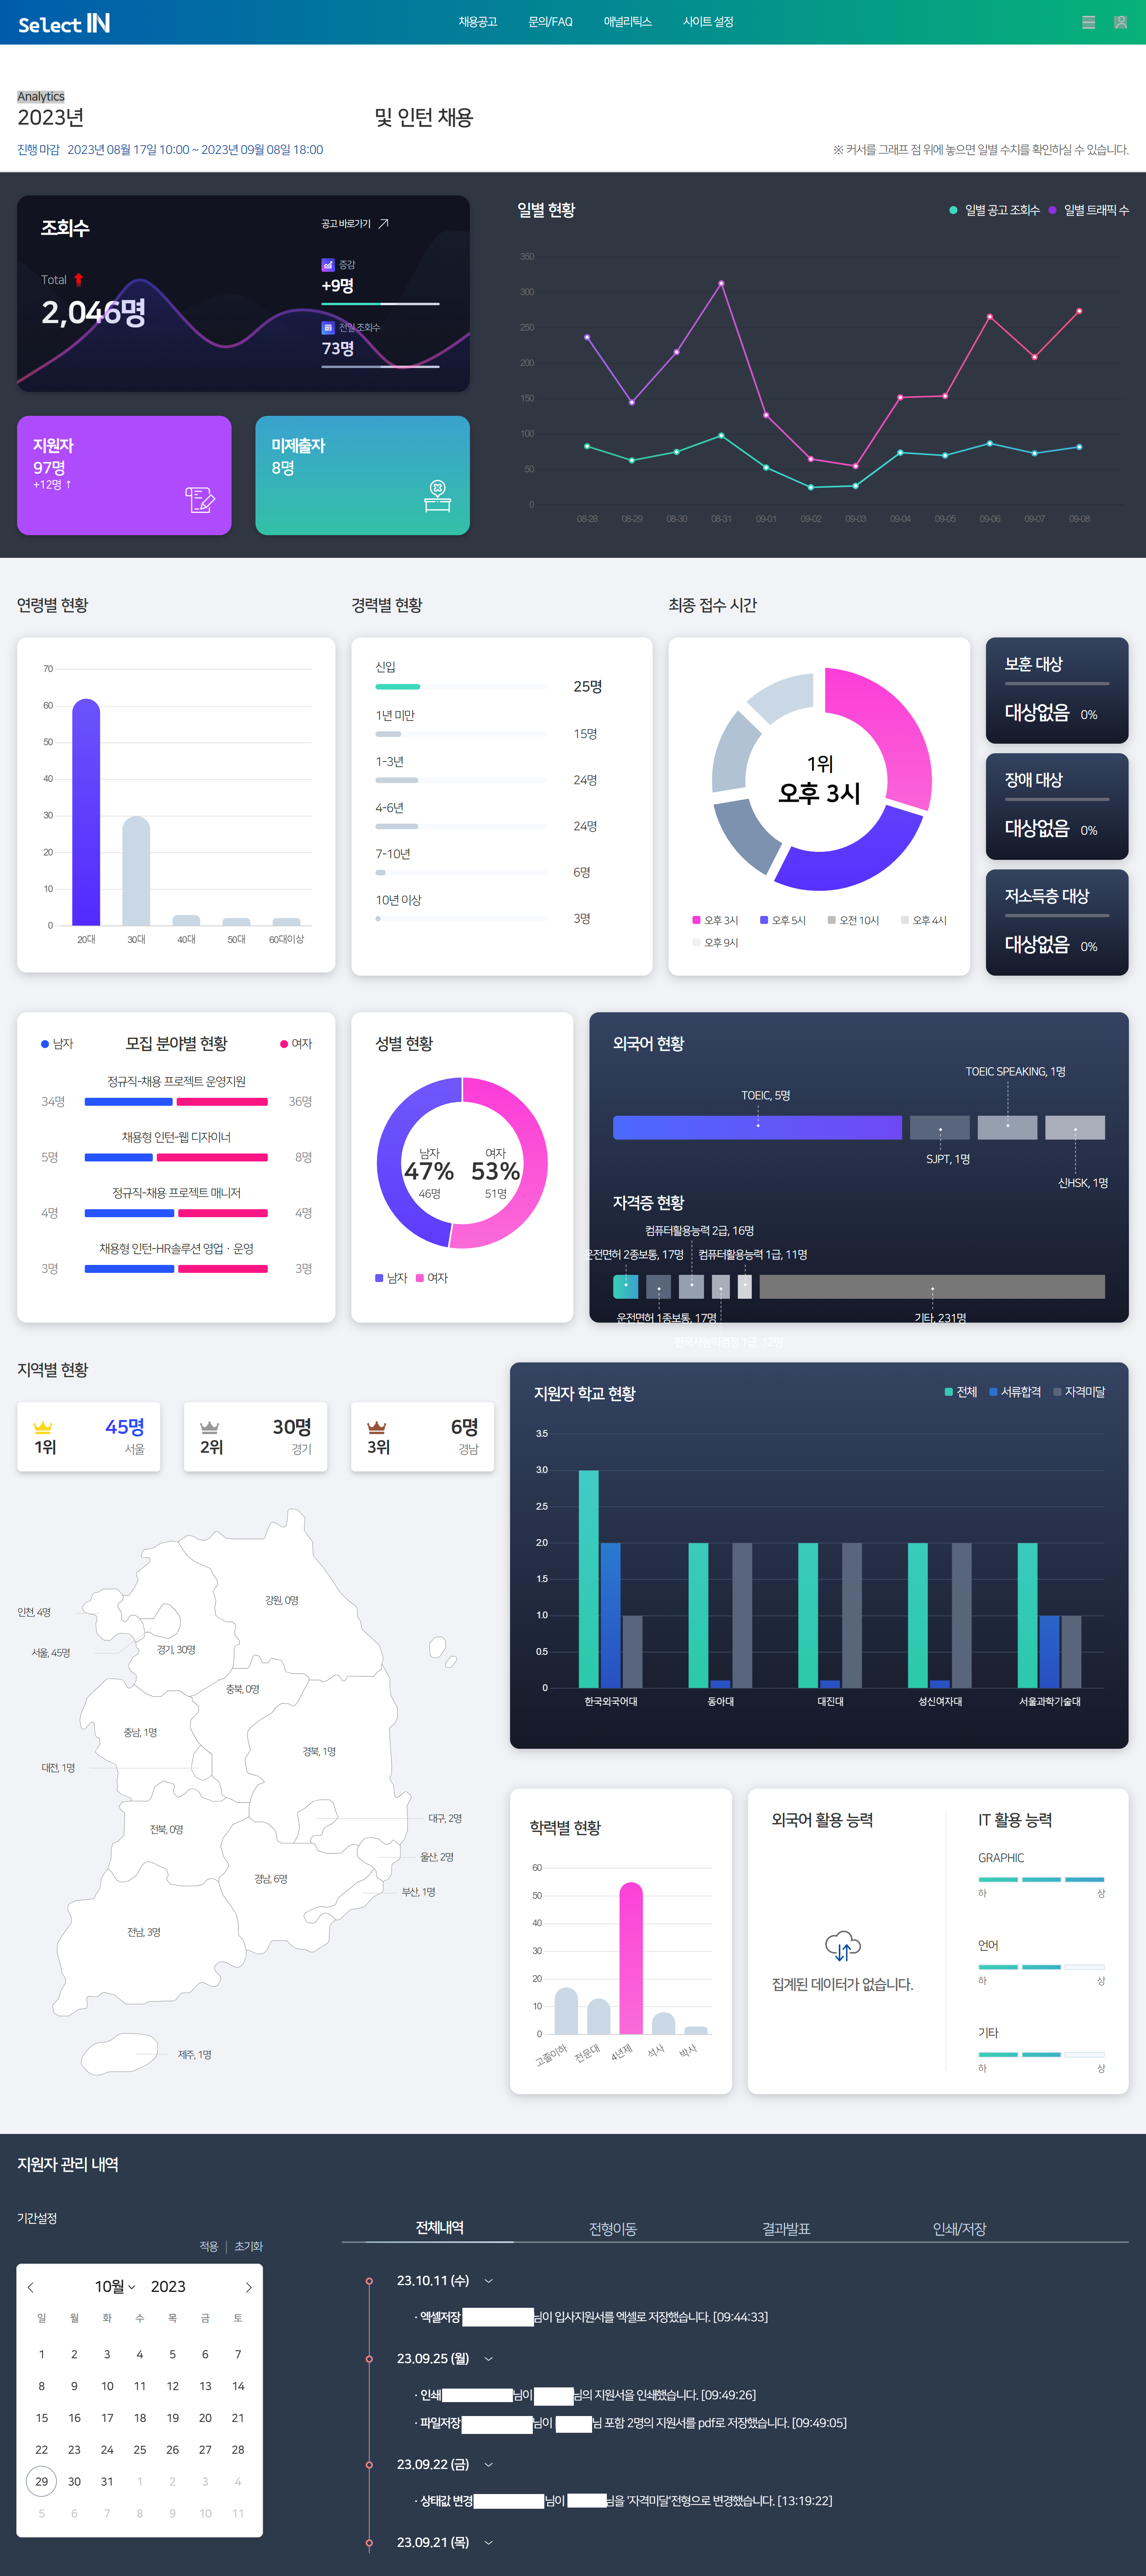 Select IN
채용공고 문의/FAQ 애널리틱스 사이트 설정
Analytics
2023년 및 인턴 채용
진행 마감 2023년 08월 17일 10:00 ~ 2023년 09월 08일 18:00
※ 커서를 그래프 점 위에 놓으면 일별 수치를 확인하실 수 있습니다.
조회수
공고 바로가기
Total
2,046명
증감
+9명
전일 조회수
73명
지원자
97명
+12명 ↑
미제출자
8명
일별 현황
일별 공고 조회수 일별 트래픽 수
350
300
250
200
150
100
50
0
08-28 08-29 08-30 08-31 09-01 09-02 09-03 09-04 09-05 09-06 09-07 09-08
연령별 현황
70
60
50
40
30
20
10
0
20대 30대 40대 50대 60대이상
경력별 현황
신입
25명
1년 미만
15명
1-3년
24명
4-6년
24명
7-10년
6명
10년 이상
3명
최종 접수 시간
1위
오후 3시
오후 3시 오후 5시 오전 10시 오후 4시
오후 9시
보훈 대상
대상없음 0%
장애 대상
대상없음 0%
저소득층 대상
대상없음 0%
남자 모집 분야별 현황 여자
정규직-채용 프로젝트 운영지원
34명 36명
채용형 인턴-웹 디자이너
5명 8명
정규직-채용 프로젝트 매니저
4명 4명
채용형 인턴-HR솔루션 영업 · 운영
3명 3명
성별 현황
남자 여자
47% 53%
46명 51명
남자 여자
외국어 현황
TOEIC SPEAKING, 1명
TOEIC, 5명
SJPT, 1명
신HSK, 1명
자격증 현황
컴퓨터활용능력 2급, 16명
운전면허 2종보통, 17명 컴퓨터활용능력 1급, 11명
운전면허 1종보통, 17명 기타, 231명
한국사능력검정 1급, 12명
지역별 현황
45명
1위 서울
30명
2위 경기
6명
3위 경남
강원, 0명
인천, 4명
서울, 45명
경기, 30명
충북, 0명
충남, 1명
경북, 1명
대전, 1명
대구, 2명
전북, 0명
울산, 2명
경남, 6명
부산, 1명
전남, 3명
제주, 1명
지원자 학교 현황
전체 서류합격 자격미달
3.5
3.0
2.5
2.0
1.5
1.0
0.5
0
한국외국어대 동아대 대진대 성신여자대 서울과학기술대
학력별 현황
60
50
40
30
20
10
0
고졸이하 전문대 4년제 석사 박사
외국어 활용 능력
집계된 데이터가 없습니다.
IT 활용 능력
GRAPHIC
하 상
언어
하 상
기타
하 상
지원자 관리 내역
기간설정
적용 초기화
10월 2023
일 월 화 수 목 금 토
1 2 3 4 5 6 7
8 9 10 11 12 13 14
15 16 17 18 19 20 21
22 23 24 25 26 27 28
29 30 31 1 2 3 4
5 6 7 8 9 10 11
전체내역 전형이동 결과발표 인쇄/저장
23.10.11 (수)
· 엑셀저장 님이 입사지원서를 엑셀로 저장했습니다. [09:44:33]
23.09.25 (월)
· 인쇄 님이 님의 지원서을 인쇄했습니다. [09:49:26]
· 파일저장 님이 님 포함 2명의 지원서를 pdf로 저장했습니다. [09:49:05]
23.09.22 (금)
· 상태값 변경 님이 님을 '자격미달'전형으로 변경했습니다. [13:19:22]
23.09.21 (목)